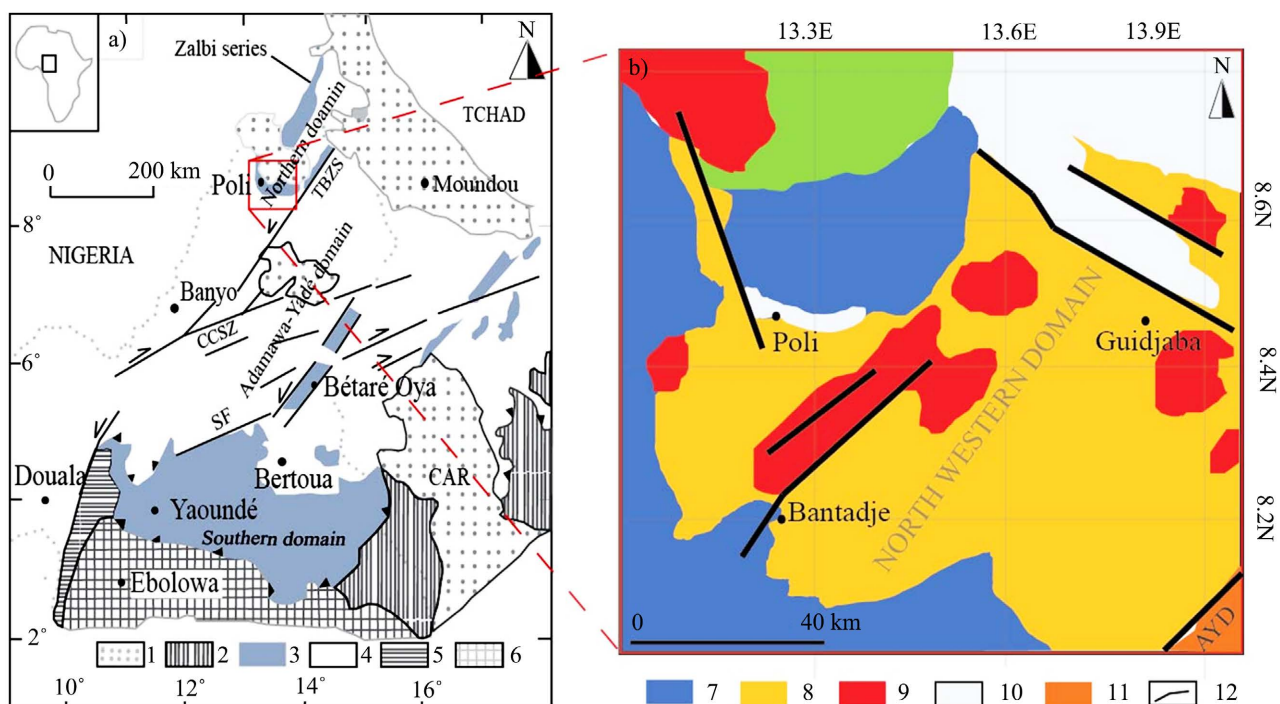 a)
N
Zalbi series
TCHAD
0 200 km
Northern doamin
Poli
TBZS
Moundou
8°
NIGERIA
Banyo
CCSZ
Adamawa-Yadé domain
6°
Bétaré Oya
SF
Douala
Bertoua
CAR
Yaoundé
Southern domain
Ebolowa
2°
1 2 3 4 5 6
10° 12° 14° 16°
13.3E 13.6E 13.9E
b)
N
8.6N
Poli
Guidjaba
8.4N
NORTH WESTERN DOMAIN
Bantadje
8.2N
0 40 km
AYD
7 8 9 10 11 12